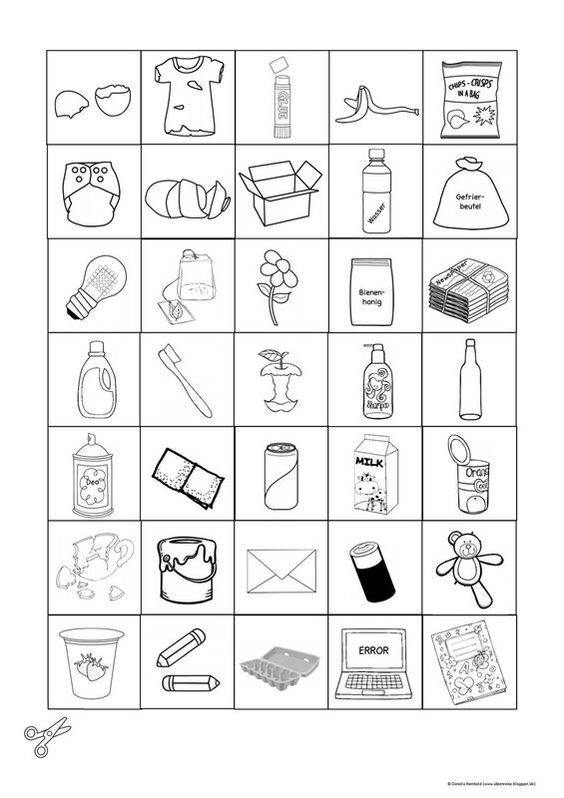 GLUE
CHIPS - CRISPS
IN A BAG
Wasser
Gefrier-
beutel
Bienen-
honig
Newspaper
Shampoo
Deo
MILK
Orange
ERROR
© Daniela Rembold (www.ideenreise.blogspot.de)